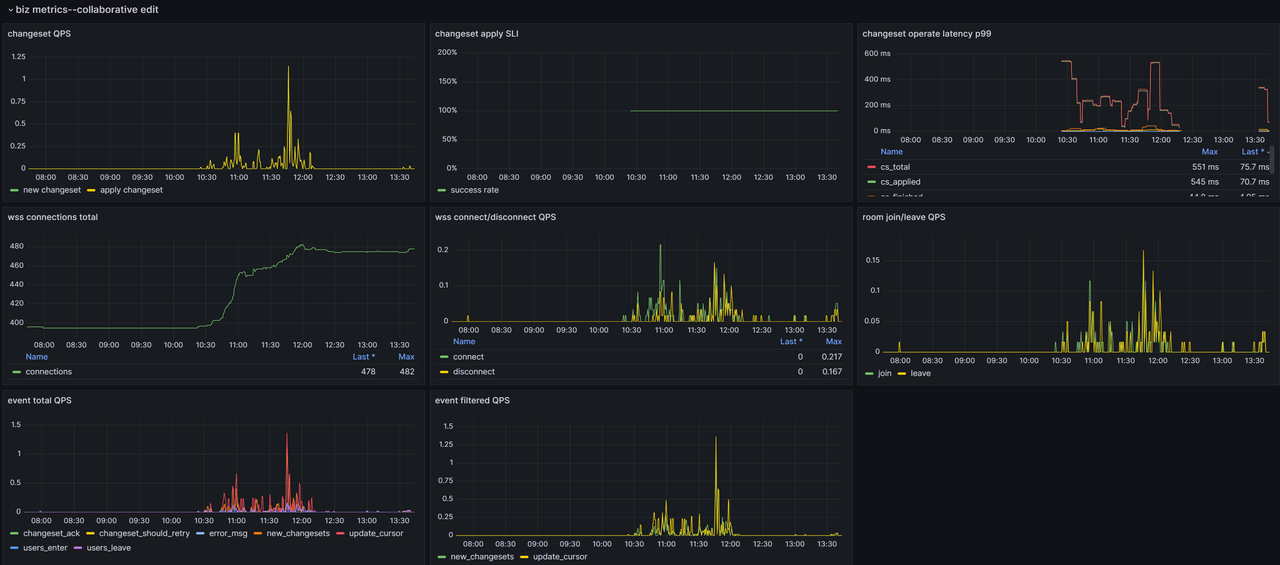 biz metrics--collaborative edit
changeset QPS
1.25
1
0.75
0.5
0.25
0
08:00 08:30 09:00 09:30 10:00 10:30 11:00 11:30 12:00 12:30 13:00 13:30
new changeset apply changeset
changeset apply SLI
200%
150%
100%
50%
0%
08:00 08:30 09:00 09:30 10:00 10:30 11:00 11:30 12:00 12:30 13:00 13:30
success rate
changeset operate latency p99
600 ms
400 ms
200 ms
0 ms
08:00 08:30 09:00 09:30 10:00 10:30 11:00 11:30 12:00 12:30 13:00 13:30
Name Max Last *
cs_total 551 ms 75.7 ms
cs_applied 545 ms 70.7 ms
wss connections total
480
460
440
420
400
08:00 08:30 09:00 09:30 10:00 10:30 11:00 11:30 12:00 12:30 13:00 13:30
Name Last * Max
connections 478 482
wss connect/disconnect QPS
0.2
0.1
0
08:00 08:30 09:00 09:30 10:00 10:30 11:00 11:30 12:00 12:30 13:00 13:30
Name Last * Max
connect 0 0.217
disconnect 0 0.167
room join/leave QPS
0.15
0.1
0.05
0
08:00 08:30 09:00 09:30 10:00 10:30 11:00 11:30 12:00 12:30 13:00 13:30
join leave
event total QPS
1.5
1
0.5
0
08:00 08:30 09:00 09:30 10:00 10:30 11:00 11:30 12:00 12:30 13:00 13:30
changeset_ack changeset_should_retry error_msg new_changesets update_cursor
users_enter users_leave
event filtered QPS
1.5
1.25
1
0.75
0.5
0.25
0
08:00 08:30 09:00 09:30 10:00 10:30 11:00 11:30 12:00 12:30 13:00 13:30
new_changesets update_cursor